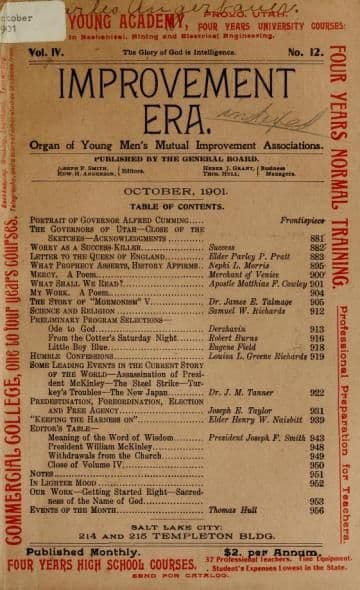 ctober
1901
YOUNG ACADEMY, PROVO, UTAH.
FOUR YEARS UNIVERSITY COURSES:
In Mechanical, Mining and Electrical Engineering.
Vol. IV. The Glory of God is Intelligence. No. 12.
IMPROVEMENT
ERA.
Organ of Young Men's Mutual Improvement Associations.
PUBLISHED BY THE GENERAL BOARD.
JOSEPH F. SMITH, EDW. H. ANDERSON, } Editors. HEBER J. GRANT, THOS. HULL, } Business Managers.
OCTOBER, 1901.
TABLE OF CONTENTS.
PORTRAIT OF GOVERNOR ALFRED CUMMING..... Frontispiece
THE GOVERNORS OF UTAH—CLOSE OF THE
SKETCHES—ACKNOWLEDGMENTS 881
WORRY AS A SUCCESS-KILLER Success 882
LETTER TO THE QUEEN OF ENGLAND Elder Parley P. Pratt 883
WHAT PROPHECY ASSERTS, HISTORY AFFIRMS. Nephi L. Morris 895
MERCY. A Poem Merchant of Venice 900
WHAT SHALL WE READ? Apostle Matthias F. Cowley 901
MY WORK. A Poem 904
THE STORY OF "MORMONISM" V. Dr. James E. Talmage 905
SCIENCE AND RELIGION Samuel W. Richards 912
PRELIMINARY PROGRAM SELECTIONS—
Ode to God Derzhavin 913
From the Cotter's Saturday Night Robert Burns 916
Little Boy Blue Eugene Field 918
HUMBLE CONFESSIONS Louisa L. Greene Richards 919
SOME LEADING EVENTS IN THE CURRENT STORY
OF THE WORLD—Assassination of Presi-
dent McKinley—The Steel Strike—Tur-
key's Troubles—The New Japan Dr. J. M. Tanner 922
PREDESTINATION, FOREORDINATION, ELECTION
AND FREE AGENCY Joseph E. Taylor 931
"KEEPING THE HARNESS ON" Elder Henry W. Naisbitt 939
EDITOR'S TABLE—
Meaning of the Word of Wisdom President Joseph F. Smith 943
President William McKinley 948
Withdrawals from the Church 949
Close of Volume IV. 950
NOTES 951
IN LIGHTER MOOD 952
OUR WORK—Getting Started Right—Sacred-
ness of the Name of God 953
EVENTS OF THE MONTH Thomas Hull 956
SALT LAKE CITY:
214 AND 215 TEMPLETON BLDG.
Published Monthly. $2. per Annum.
FOUR YEARS HIGH SCHOOL COURSES. 37 Professional Teachers. Fine Equipment.
Student's Expenses Lowest in the State.
SEND FOR CATALOG.
COMMERCIAL COLLEGE, one to four years courses.
FOUR YEARS NORMAL TRAINING.
Professional Preparation for Teachers.